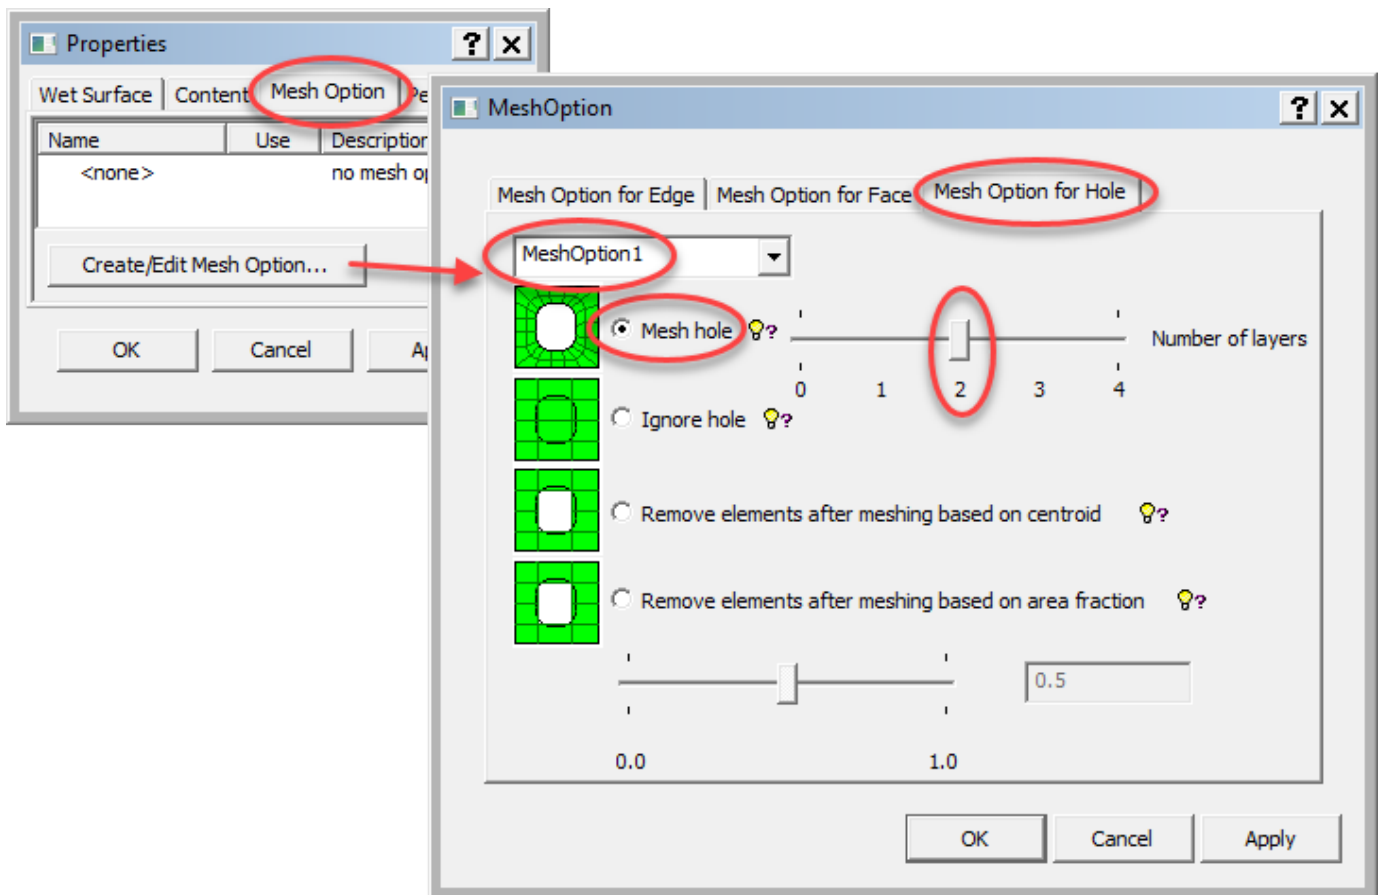 Properties
Wet Surface Content Mesh Option
Name Use Description
<none> no mesh
Create/Edit Mesh Option...
OK Cancel
MeshOption
Mesh Option for Edge Mesh Option for Face Mesh Option for Hole
MeshOption1
Mesh hole
Number of layers
0 1 2 3 4
Ignore hole
Remove elements after meshing based on centroid
Remove elements after meshing based on area fraction
0.5
0.0 1.0
OK Cancel Apply